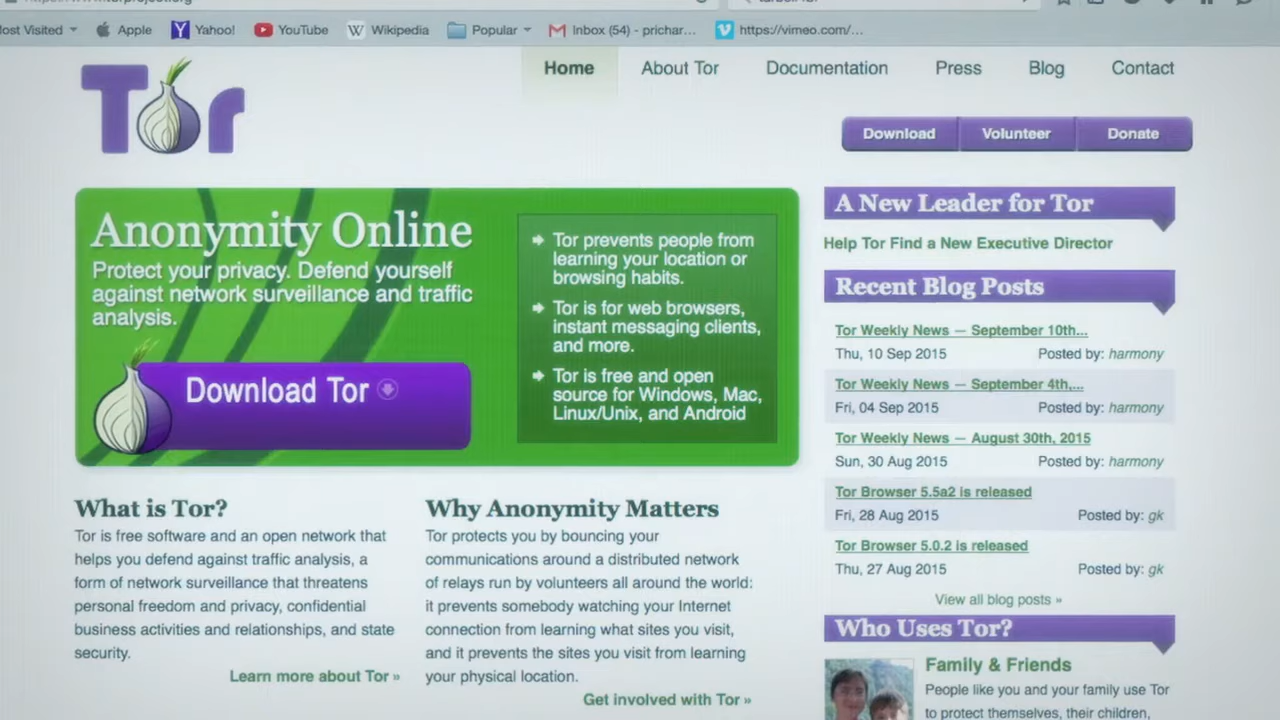 ost Visited
Apple
Yahoo!
YouTube
Wikipedia
Popular
Inbox (54) - prichar...
https://vimeo.com/...
Tor
Home
About Tor
Documentation
Press
Blog
Contact
Download
Volunteer
Donate
Anonymity Online
Protect your privacy. Defend yourself
against network surveillance and traffic
analysis.
Download Tor
Tor prevents people from
learning your location or
browsing habits.
Tor is for web browsers,
instant messaging clients,
and more.
Tor is free and open
source for Windows, Mac,
Linux/Unix, and Android
What is Tor?
Tor is free software and an open network that
helps you defend against traffic analysis, a
form of network surveillance that threatens
personal freedom and privacy, confidential
business activities and relationships, and state
security.
Learn more about Tor »
Why Anonymity Matters
Tor protects you by bouncing your
communications around a distributed network
of relays run by volunteers all around the world:
it prevents somebody watching your Internet
connection from learning what sites you visit,
and it prevents the sites you visit from learning
your physical location.
Get involved with Tor »
A New Leader for Tor
Help Tor Find a New Executive Director
Recent Blog Posts
Tor Weekly News — September 10th...
Thu, 10 Sep 2015 Posted by: harmony
Tor Weekly News — September 4th,...
Fri, 04 Sep 2015 Posted by: harmony
Tor Weekly News — August 30th, 2015
Sun, 30 Aug 2015 Posted by: harmony
Tor Browser 5.5a2 is released
Fri, 28 Aug 2015 Posted by: gk
Tor Browser 5.0.2 is released
Thu, 27 Aug 2015 Posted by: gk
View all blog posts »
Who Uses Tor?
Family & Friends
People like you and your family use Tor
to protect themselves, their children,